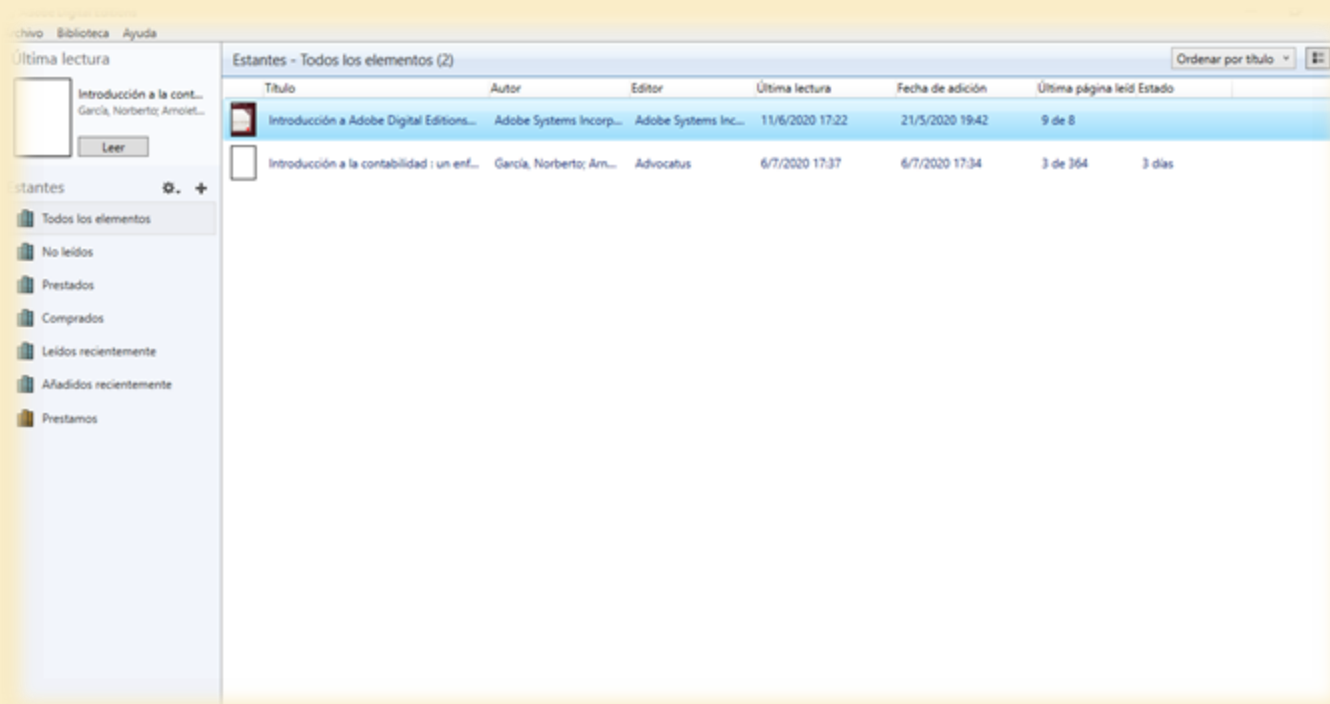 chivo Biblioteca Ayuda
Última lectura
Introducción a la cont...
García, Norberto; Arnolet...
Leer
stantes
Todos los elementos
No leídos
Prestados
Comprados
Leídos recientemente
Añadidos recientemente
Prestamos
Estantes - Todos los elementos (2)
Ordenar por título
Título Autor Editor Última lectura Fecha de adición Última página leíd Estado
Introducción a Adobe Digital Editions... Adobe Systems Incorp... Adobe Systems Inc... 11/6/2020 17:22 21/5/2020 19:42 9 de 8
Introducción a la contabilidad : un enf... García, Norberto; Arn... Advocatus 6/7/2020 17:37 6/7/2020 17:34 3 de 364 3 días